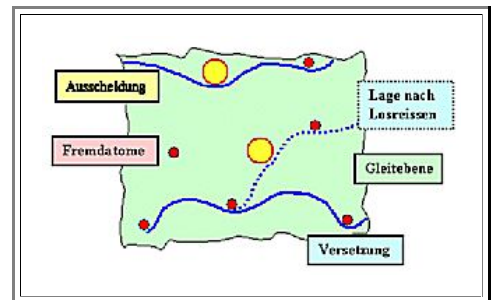 Ausscheidung
Lage nach
Losreissen
Fremdatome
Gleitebene
Versetzung